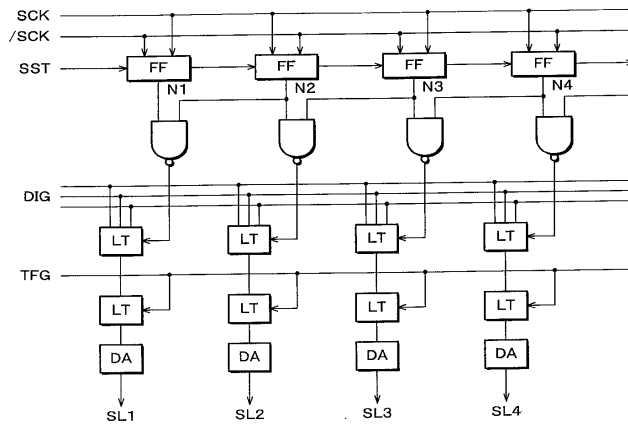 SCK
/SCK
SST FF FF FF FF
N1 N2 N3 N4
DIG
LT LT LT LT
TFG
LT LT LT LT
DA DA DA DA
SL1 SL2 SL3 SL4